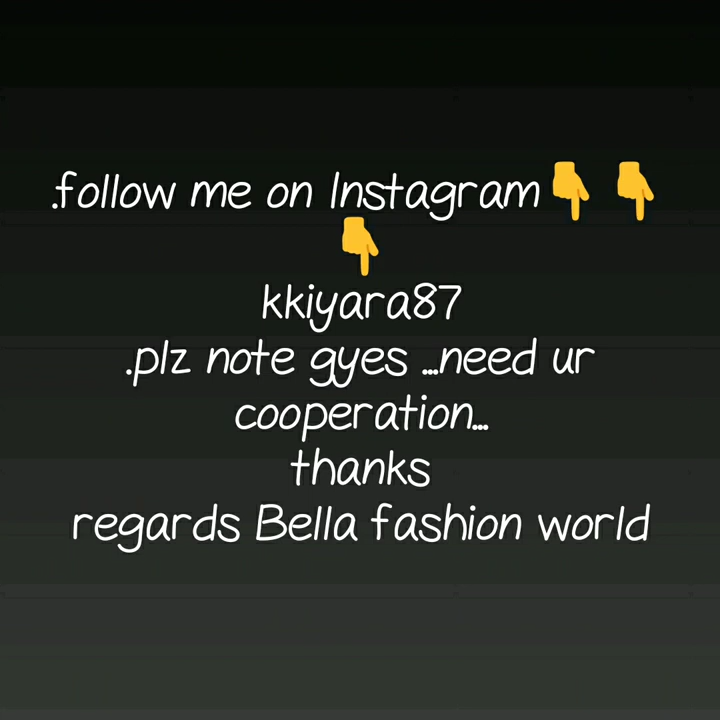 .follow me on Instagram👇 👇
👇
kkiyara87
.plz note gyes ...need ur
cooperation...
thanks
regards Bella fashion world